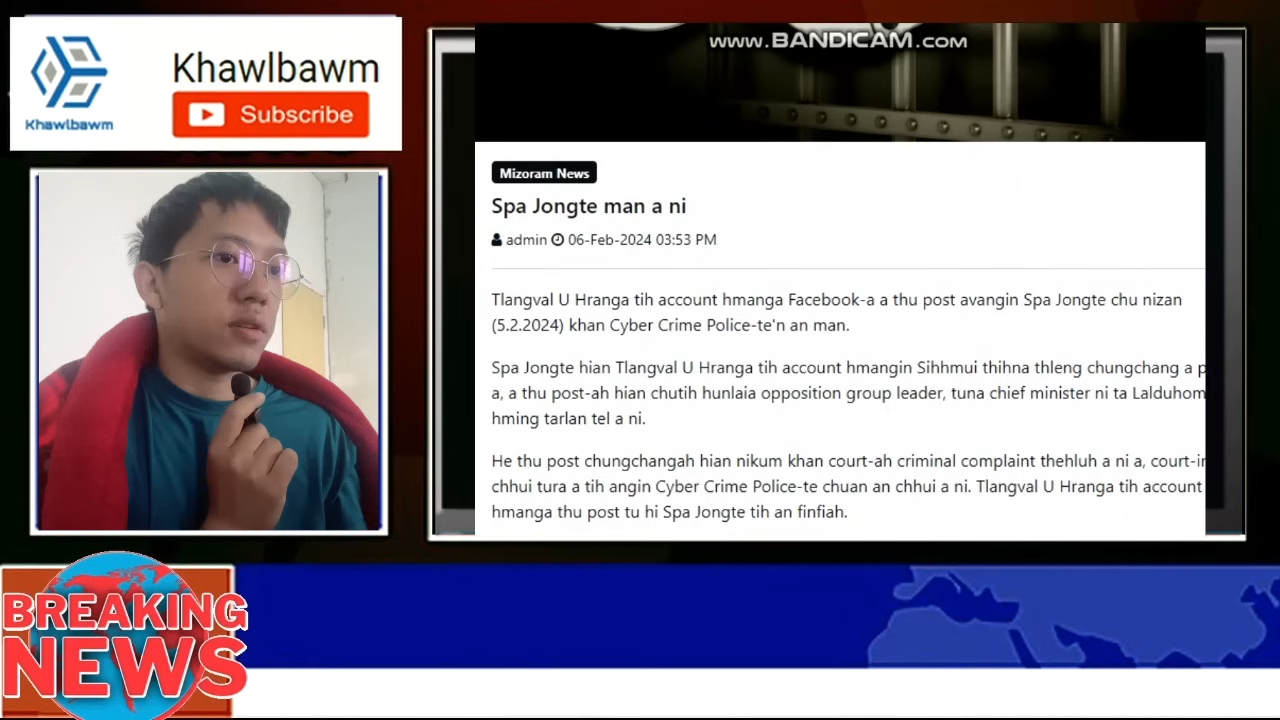 Khawlbawm
Khawlbawm
Subscribe
www.BANDICAM.com
Mizoram News
Spa Jongte man a ni
admin 06-Feb-2024 03:53 PM
Tlangval U Hranga tih account hmanga Facebook-a a thu post avangin Spa Jongte chu nizan
(5.2.2024) khan Cyber Crime Police-te'n an man.
Spa Jongte hian Tlangval U Hranga tih account hmangin Sihhmui thihna thleng chungchang a
a, a thu post-ah hian chutih hunlaia opposition group leader, tuna chief minister ni ta
hming tarlan tel a ni.
He thu post chungchangah hian nikum khan court-ah criminal complaint thehluh a ni a,
chhui tura a tih angin Cyber Crime Police-te chuan an chhui a ni. Tlangval U Hranga tih account
hmanga thu post tu hi Spa Jongte tih an finfiah.
BREAKING
NEWS